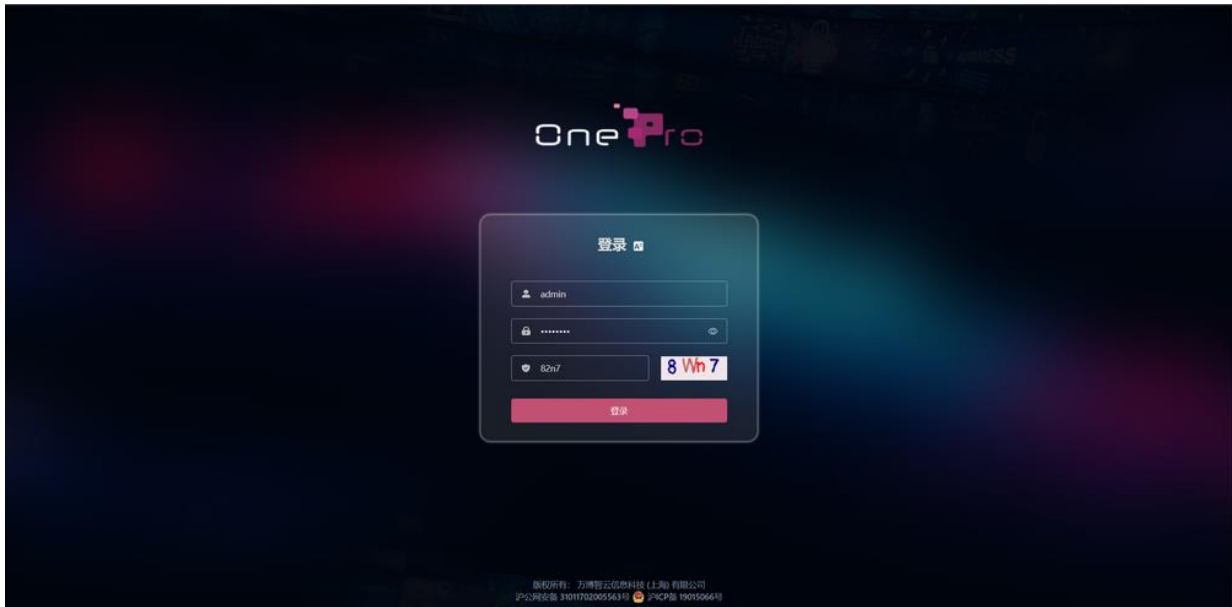 One Pro
登录
admin
••••••••
82n7
8Wn7
登录
版权所有： 万博智云信息科技 (上海) 有限公司
沪公网安备 31011702005563号 沪ICP备 19015066号